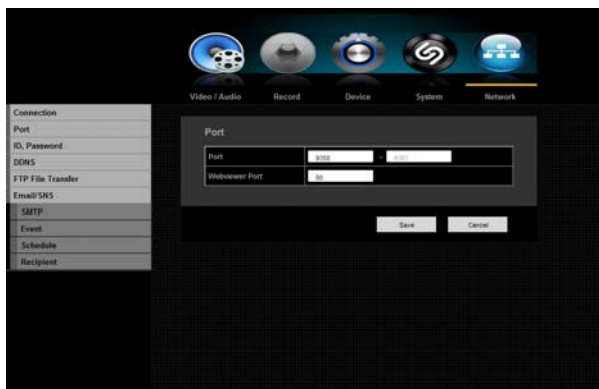 Video / Audio
Record
Device
System
Network
Connection
Port
ID, Password
DDNS
FTP File Transfer
Email/SNS
SMTP
Event
Schedule
Recipient
Port
Port
-
Webviewer Port
80
Save
Cancel